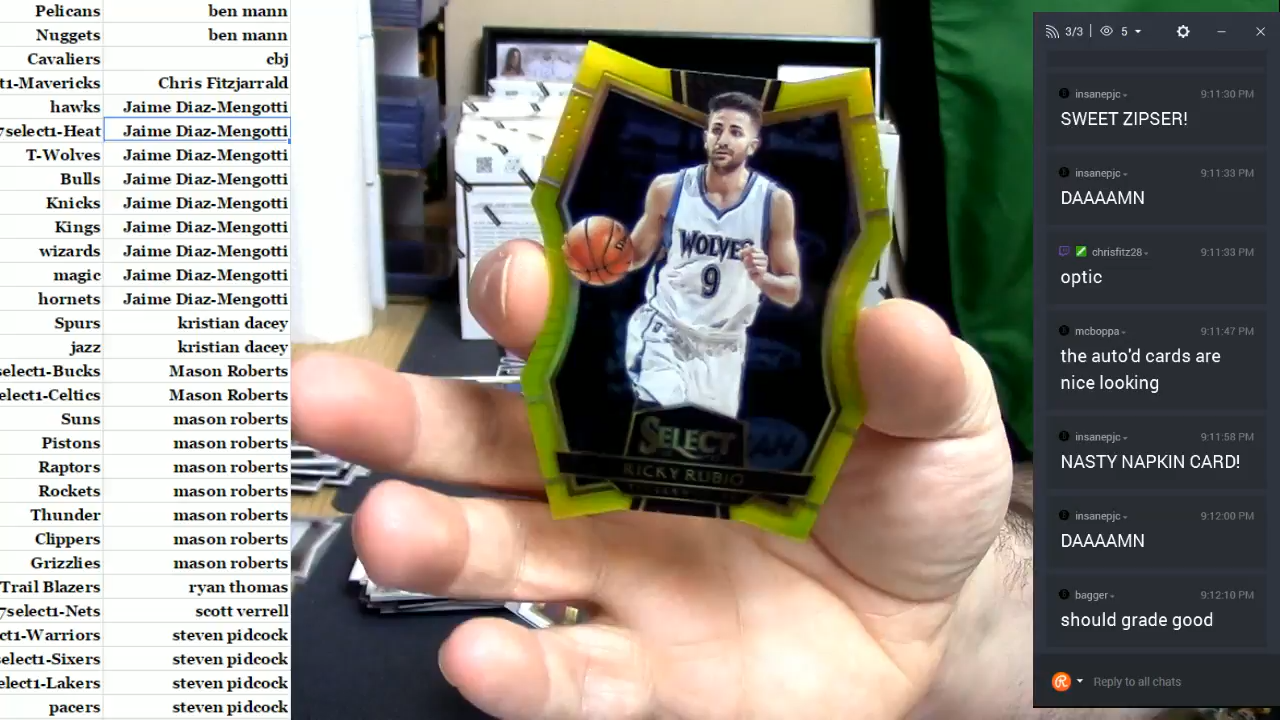 Pelicans ben mann
Nuggets ben mann
Cavaliers cbj
t1-Mavericks Chris Fitzjarrald
hawks Jaime Diaz-Mengotti
7select1-Heat Jaime Diaz-Mengotti
T-Wolves Jaime Diaz-Mengotti
Bulls Jaime Diaz-Mengotti
Knicks Jaime Diaz-Mengotti
Kings Jaime Diaz-Mengotti
wizards Jaime Diaz-Mengotti
magic Jaime Diaz-Mengotti
hornets Jaime Diaz-Mengotti
Spurs kristian dacey
jazz kristian dacey
select1-Bucks Mason Roberts
elect1-Celtics Mason Roberts
Suns mason roberts
Pistons mason roberts
Raptors mason roberts
Rockets mason roberts
Thunder mason roberts
Clippers mason roberts
Grizzlies mason roberts
Trail Blazers ryan thomas
7select1-Nets scott verrell
ct1-Warriors steven pidcock
select1-Sixers steven pidcock
elect1-Lakers steven pidcock
pacers steven pidcock
WOLVES
9
SELECT
RICKY RUBIO
3/3 5
insanepjc 9:11:30 PM
SWEET ZIPSER!
insanepjc 9:11:33 PM
DAAAAMN
chrisfitz28 9:11:33 PM
optic
mcboppa 9:11:47 PM
the auto'd cards are
nice looking
insanepjc 9:11:58 PM
NASTY NAPKIN CARD!
insanepjc 9:12:00 PM
DAAAAMN
bagger 9:12:10 PM
should grade good
Reply to all chats